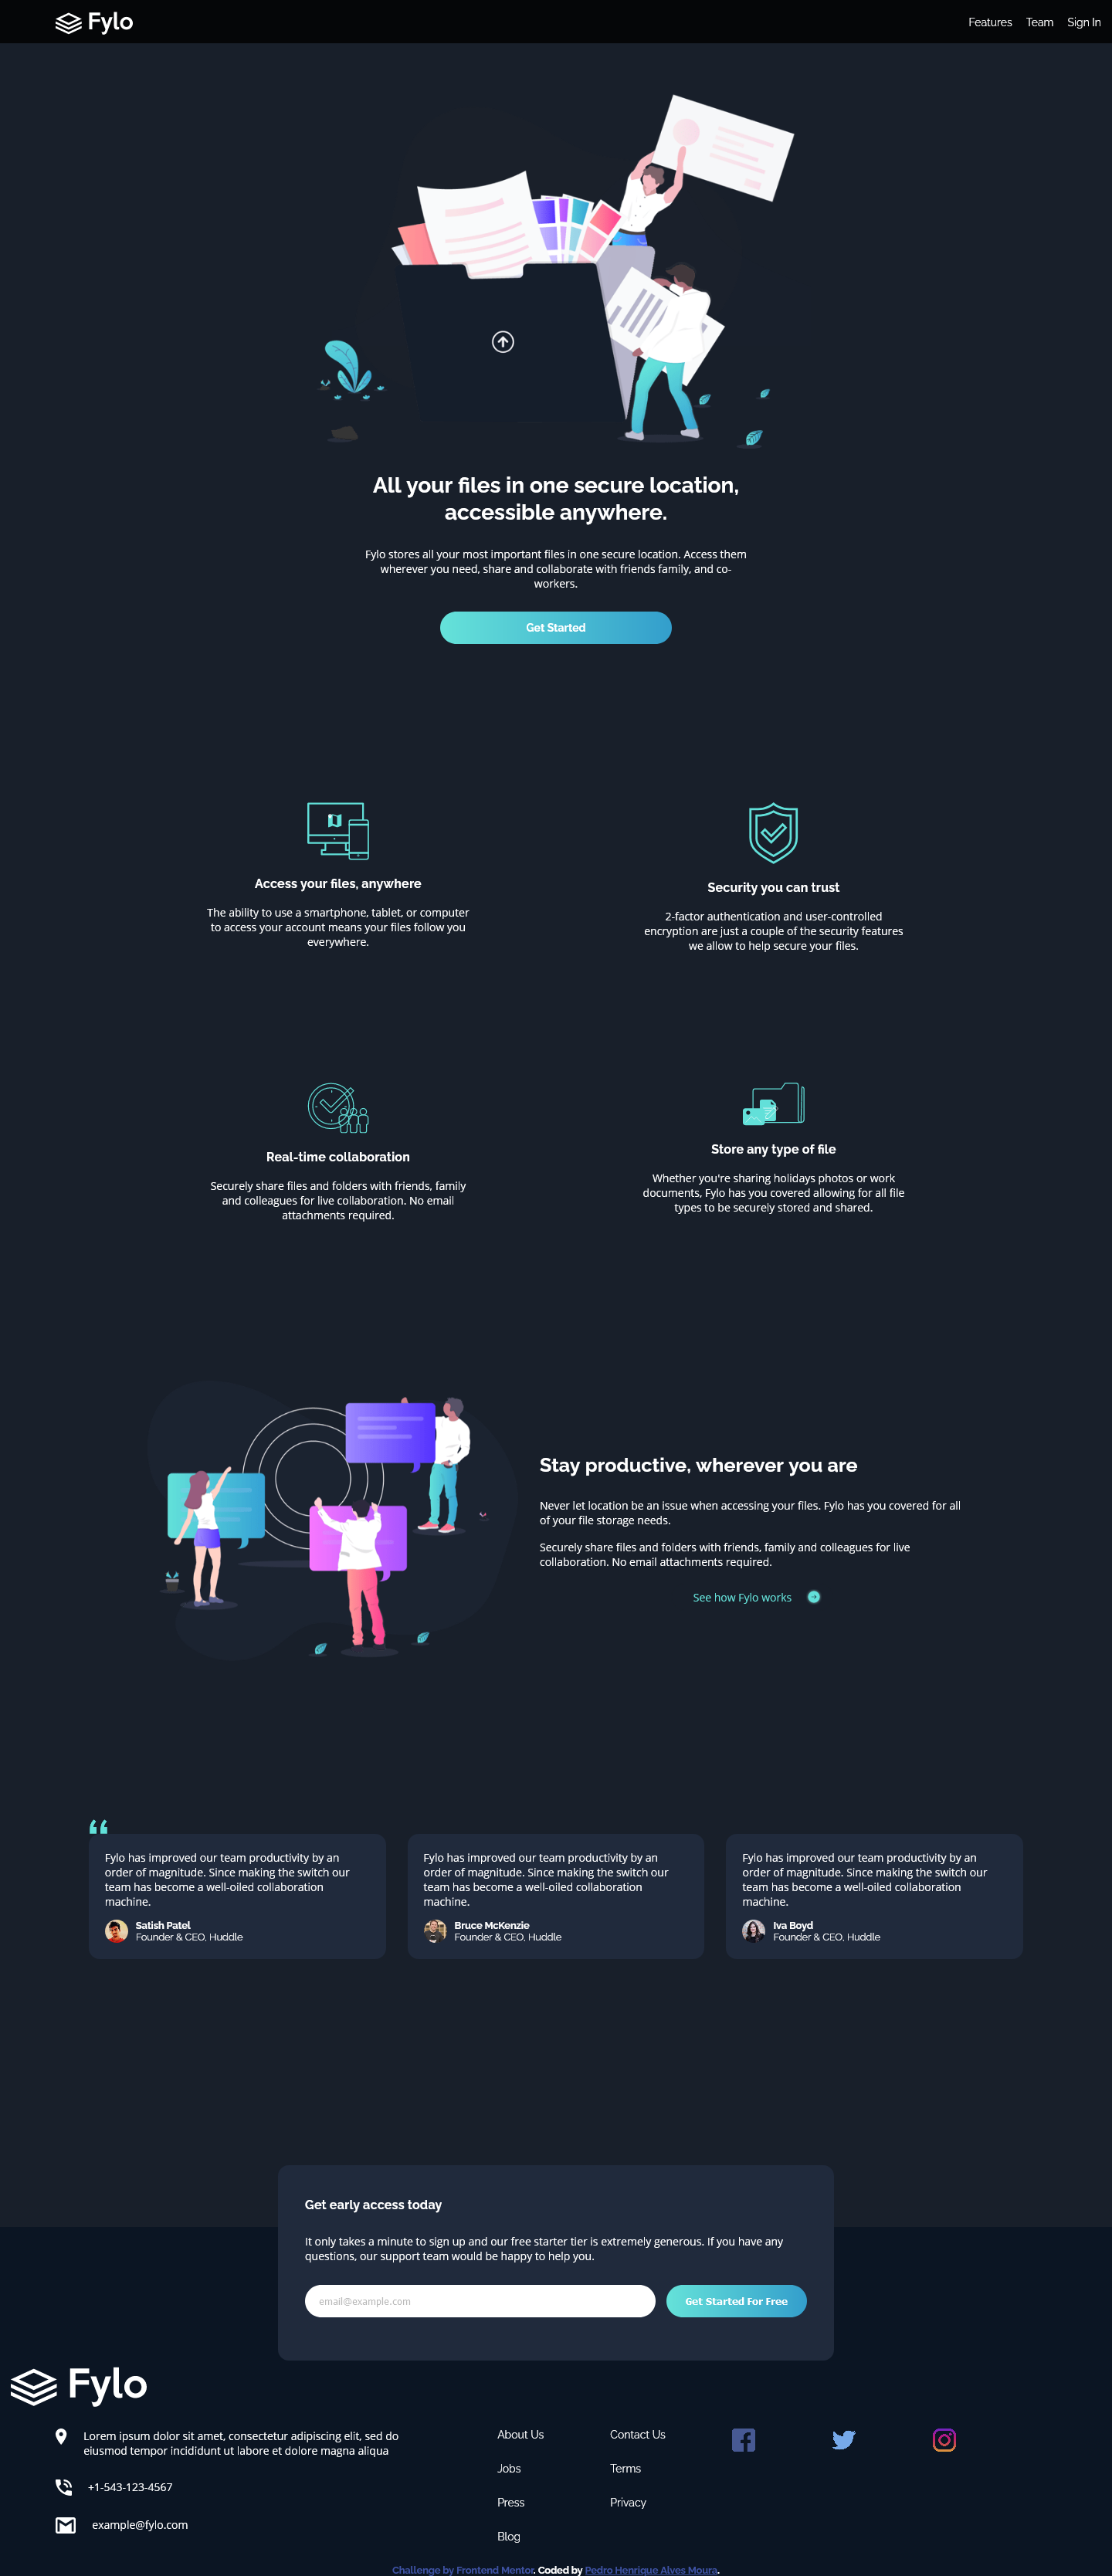 Fylo
Features Team Sign In
All your files in one secure location,
accessible anywhere.
Fylo stores all your most important files in one secure location. Access them
wherever you need, share and collaborate with friends family, and co-
workers.
Get Started
Access your files, anywhere
The ability to use a smartphone, tablet, or computer
to access your account means your files follow you
everywhere.
Security you can trust
2-factor authentication and user-controlled
encryption are just a couple of the security features
we allow to help secure your files.
Real-time collaboration
Securely share files and folders with friends, family
and colleagues for live collaboration. No email
attachments required.
Store any type of file
Whether you're sharing holidays photos or work
documents, Fylo has you covered allowing for all file
types to be securely stored and shared.
Stay productive, wherever you are
Never let location be an issue when accessing your files. Fylo has you covered for all
of your file storage needs.
Securely share files and folders with friends, family and colleagues for live
collaboration. No email attachments required.
See how Fylo works
“
Fylo has improved our team productivity by an
order of magnitude. Since making the switch our
team has become a well-oiled collaboration
machine.
Satish Patel
Founder & CEO, Huddle
Fylo has improved our team productivity by an
order of magnitude. Since making the switch our
team has become a well-oiled collaboration
machine.
Bruce McKenzie
Founder & CEO, Huddle
Fylo has improved our team productivity by an
order of magnitude. Since making the switch our
team has become a well-oiled collaboration
machine.
Iva Boyd
Founder & CEO, Huddle
Get early access today
It only takes a minute to sign up and our free starter tier is extremely generous. If you have any
questions, our support team would be happy to help you.
email@example.com
Get Started For Free
Fylo
Lorem ipsum dolor sit amet, consectetur adipiscing elit, sed do
eiusmod tempor incididunt ut labore et dolore magna aliqua
+1-543-123-4567
example@fylo.com
About Us
Jobs
Press
Blog
Contact Us
Terms
Privacy
Challenge by Frontend Mentor. Coded by Pedro Henrique Alves Moura.